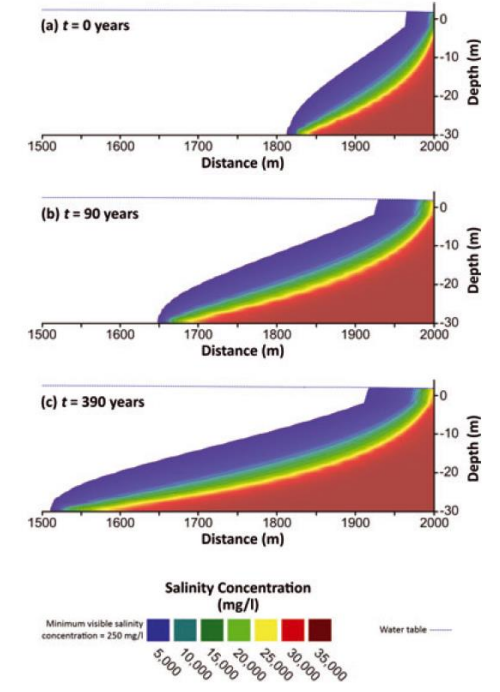 (a) t = 0 years
0
-10
-20
-30
Depth (m)
1500 1600 1700 1800 1900 2000
Distance (m)
(b) t = 90 years
0
-10
-20
-30
Depth (m)
1500 1600 1700 1800 1900 2000
Distance (m)
(c) t = 390 years
0
-10
-20
-30
Depth (m)
1500 1600 1700 1800 1900 2000
Distance (m)
Salinity Concentration
(mg/l)
Minimum visible salinity
concentration = 250 mg/l
Water table
5,000 10,000 15,000 20,000 25,000 30,000 35,000